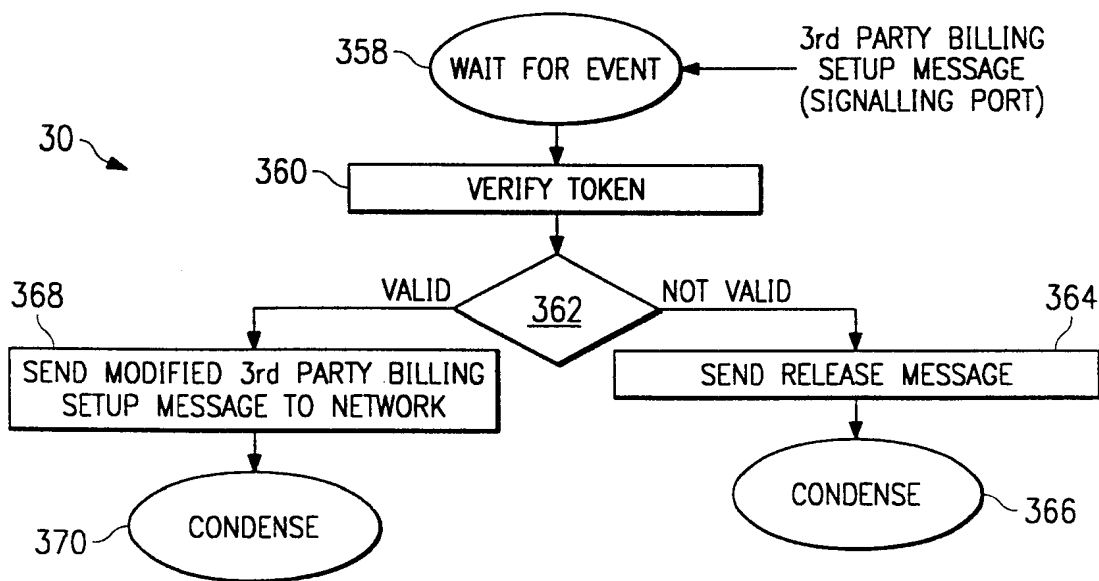 358
WAIT FOR EVENT
3rd PARTY BILLING
SETUP MESSAGE
(SIGNALLING PORT)
30
360
VERIFY TOKEN
368
VALID
362
NOT VALID
364
SEND MODIFIED 3rd PARTY BILLING
SETUP MESSAGE TO NETWORK
SEND RELEASE MESSAGE
CONDENSE
370
CONDENSE
366